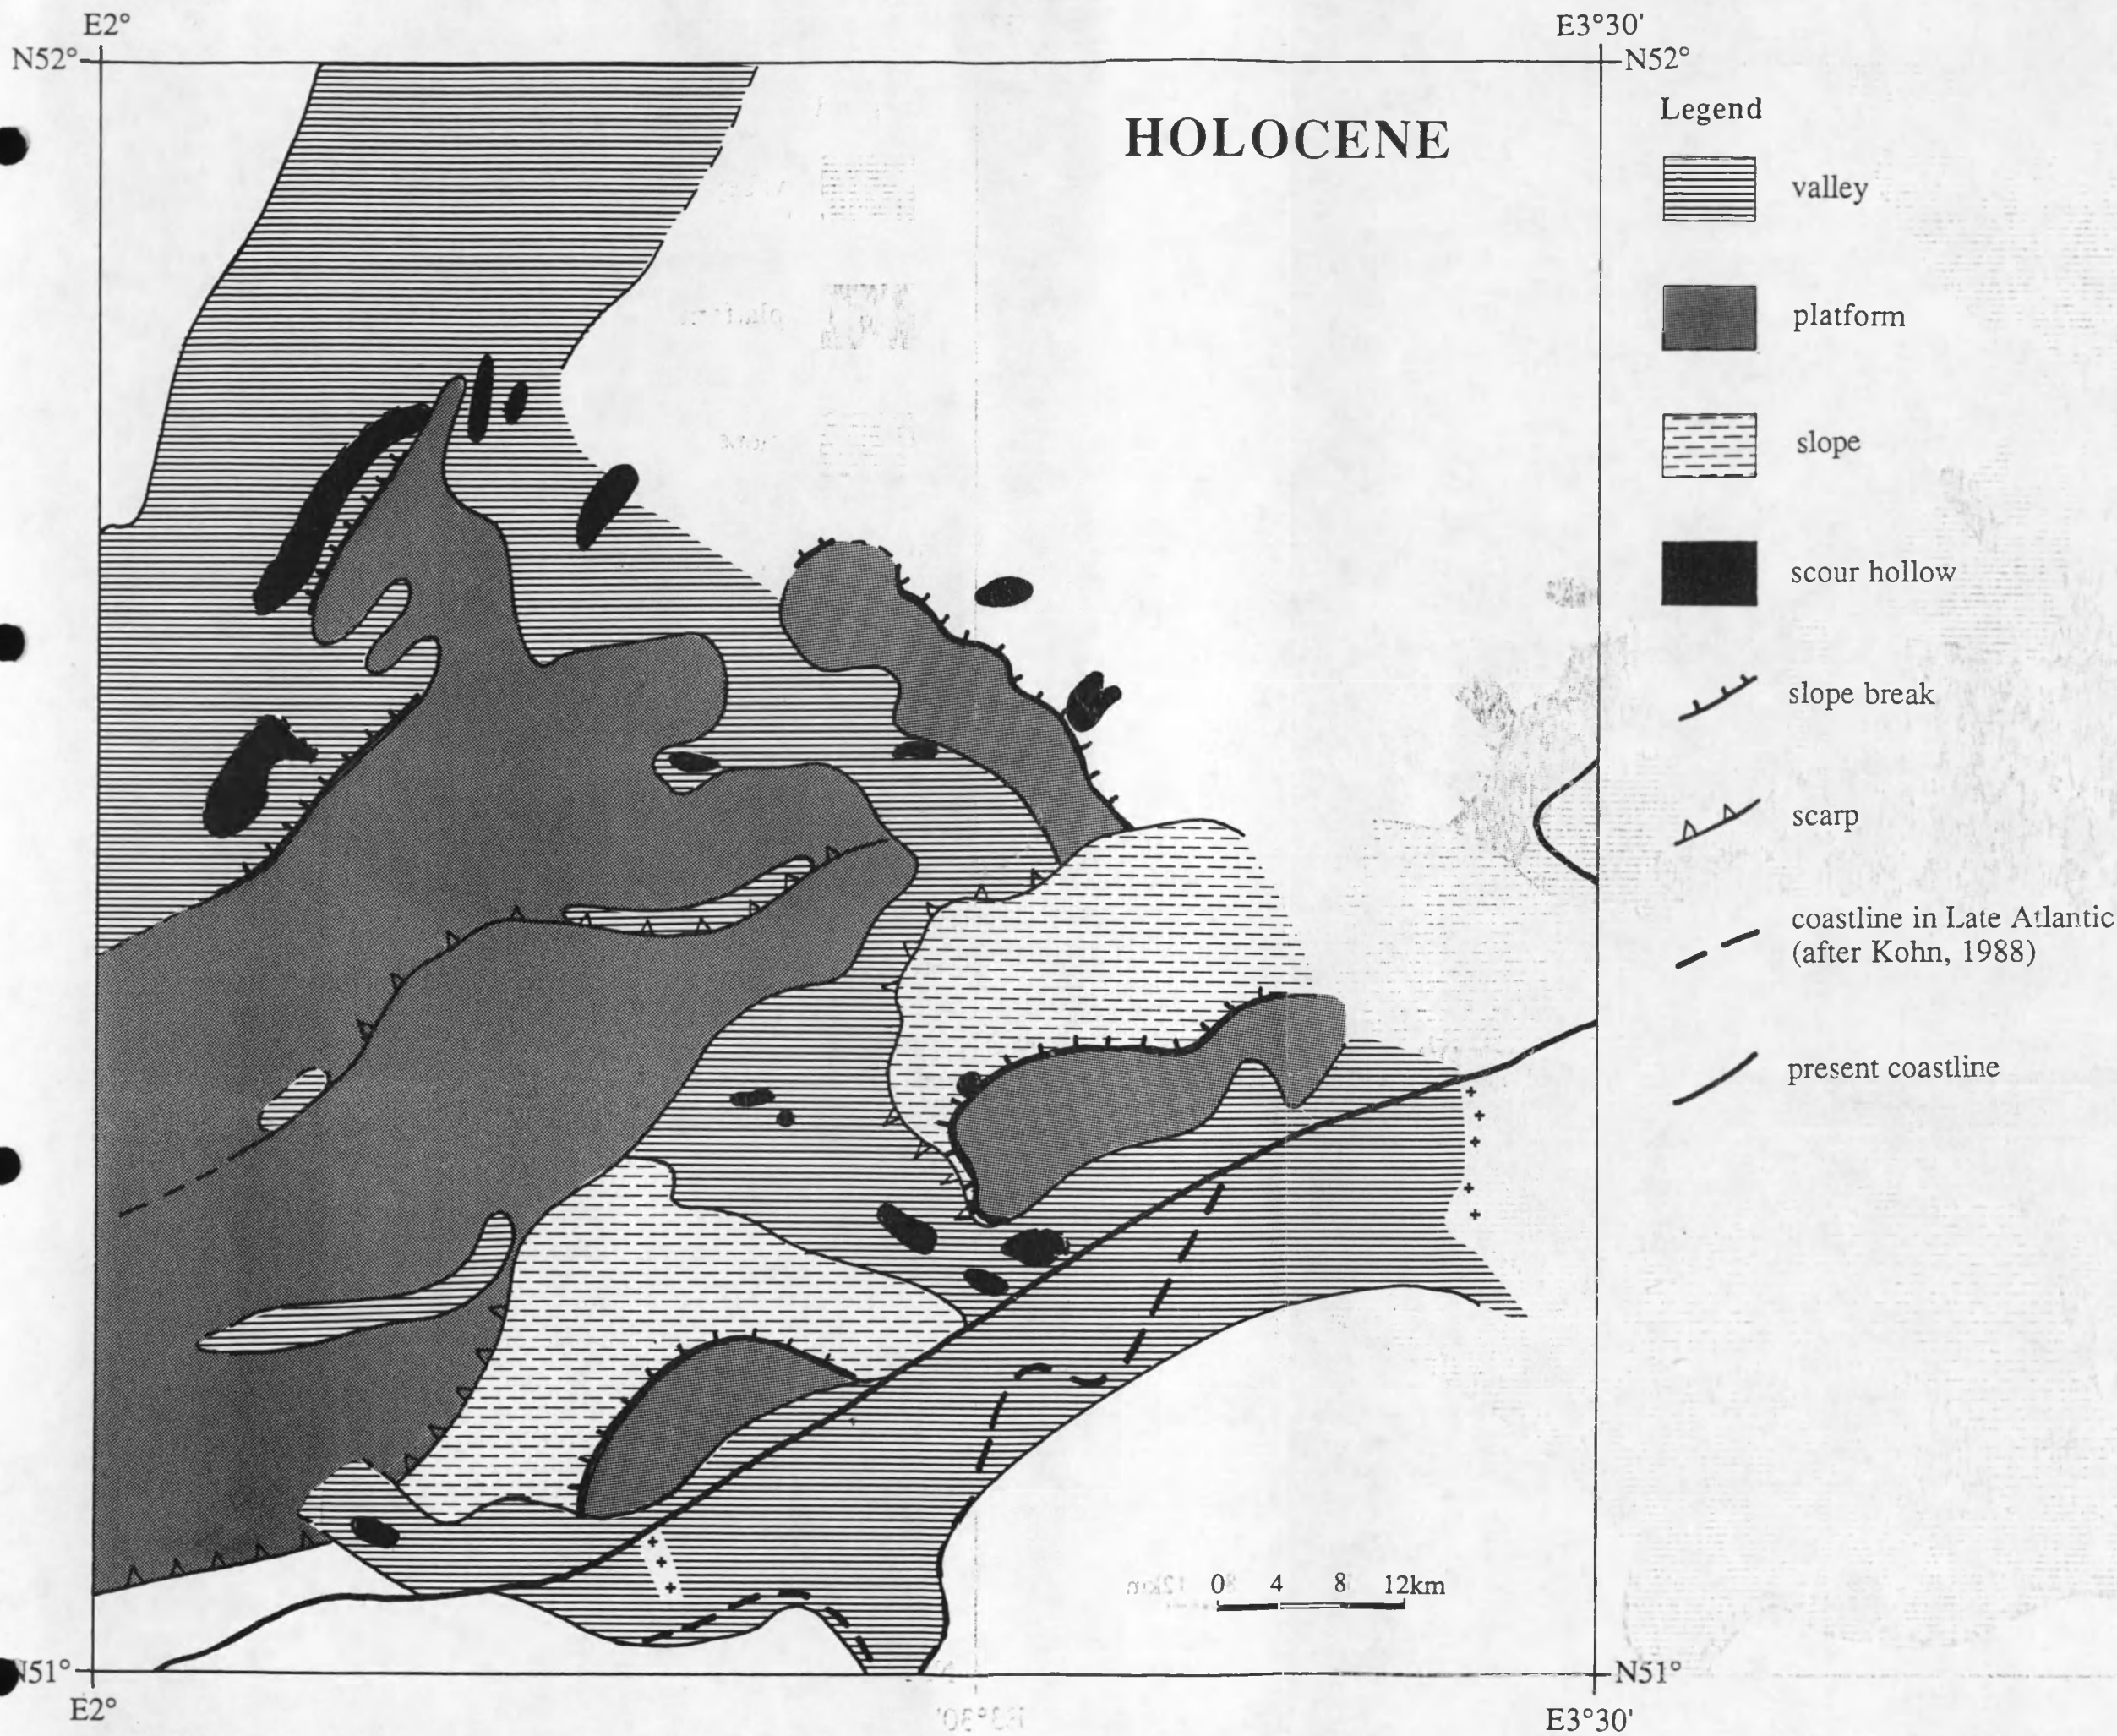 E2°
E3°30'
N52°
N52°
HOLOCENE
Legend
valley
platform
slope
scour hollow
slope break
scarp
coastline in Late Atlantic
(after Kohn, 1988)
present coastline
0 4 8 12km
N51°
N51°
E2°
E3°30'